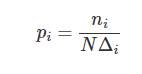 p_i = \frac{n_i}{N\Delta_i}